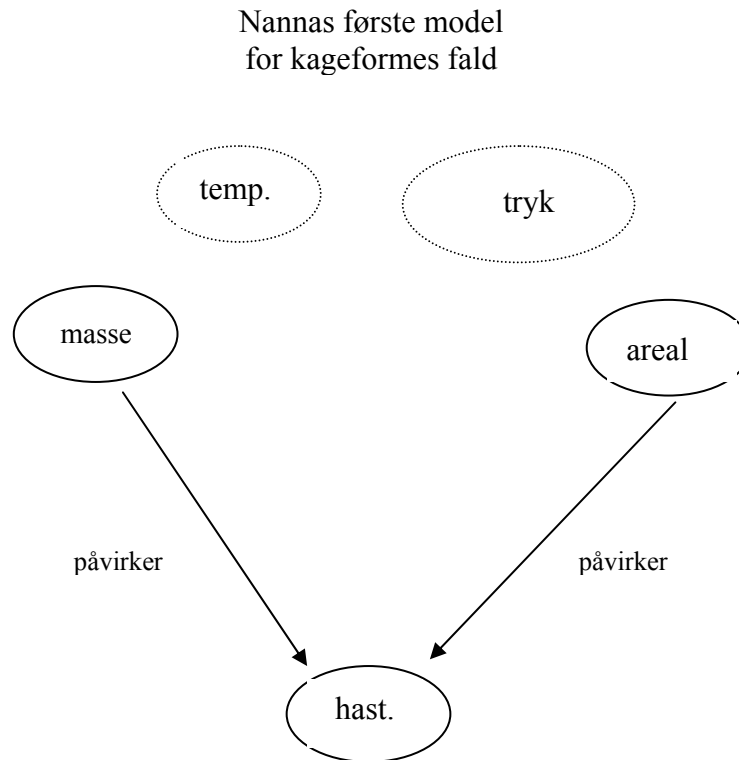 Nannas første model
for kageformes fald
temp.
tryk
masse
areal
påvirker
påvirker
hast.